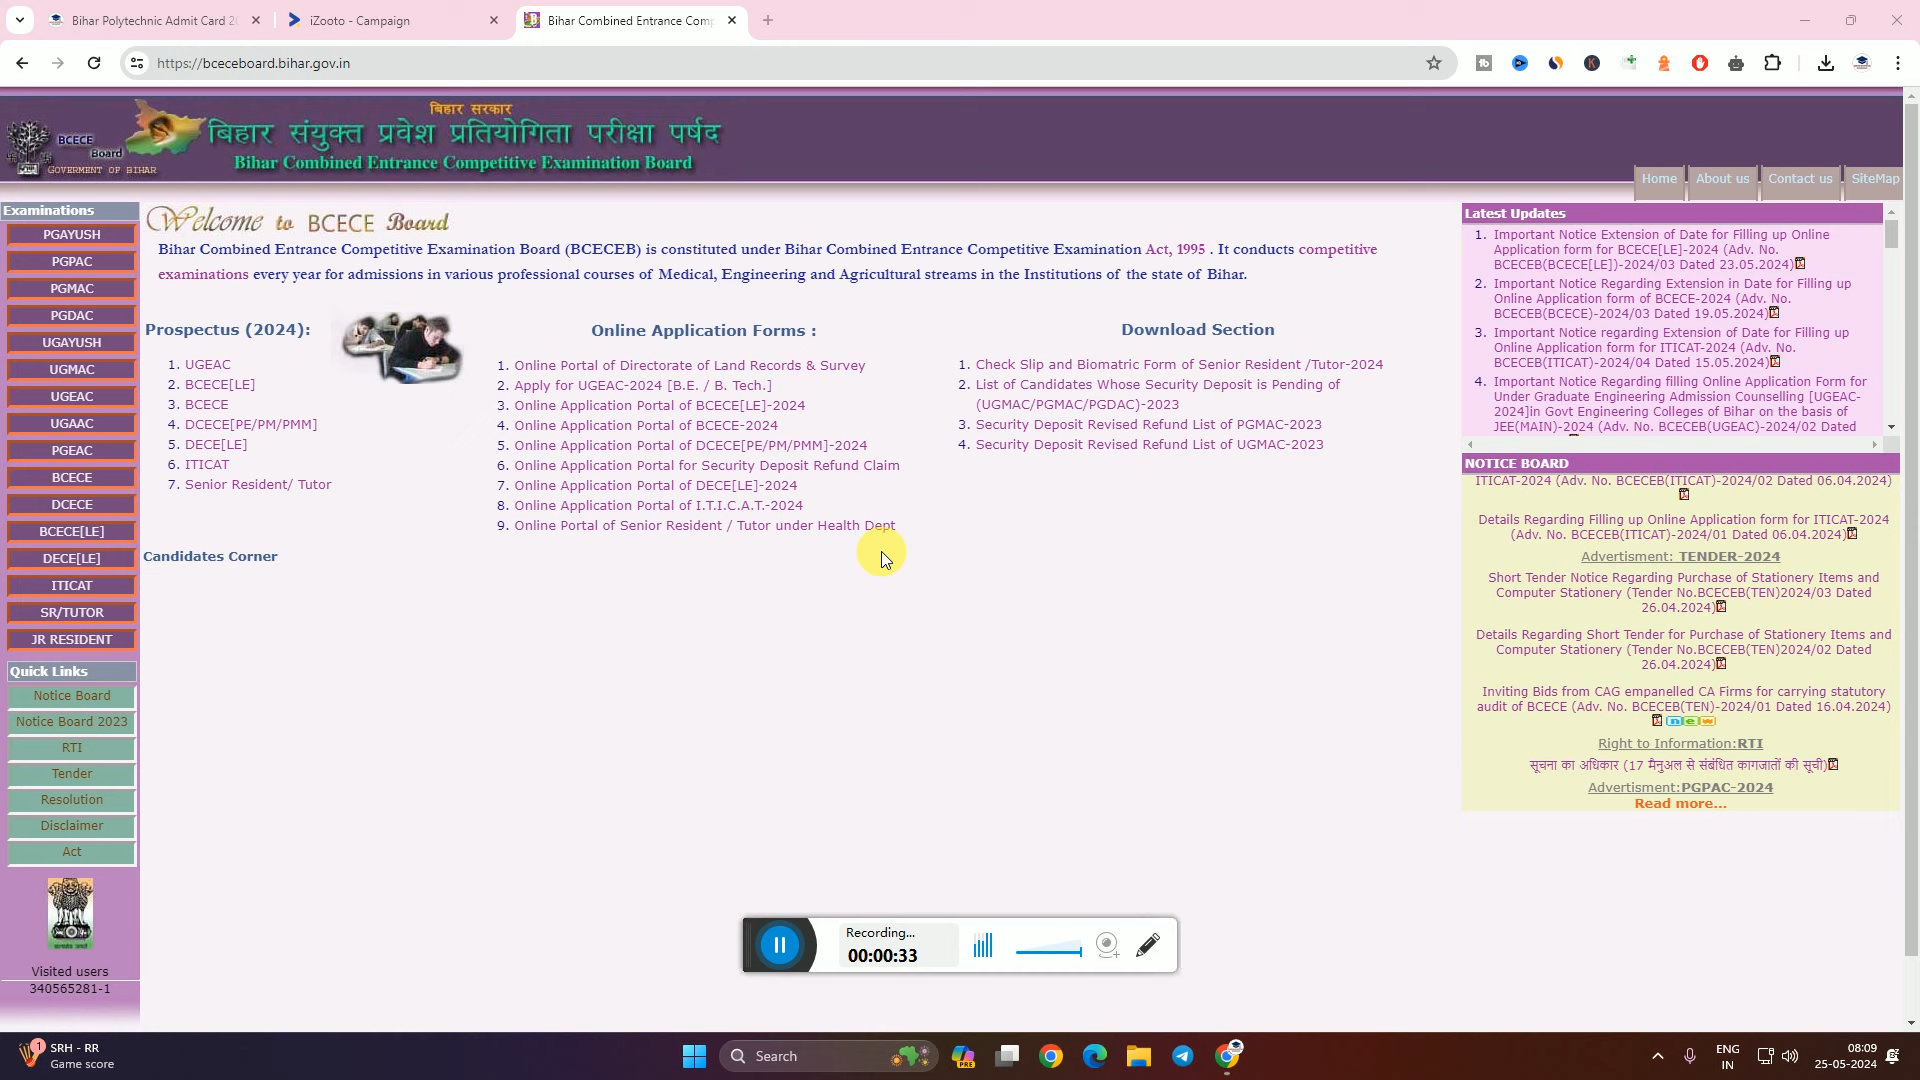 Bihar Polytechnic Admit Card 20
iZooto - Campaign
Bihar Combined Entrance Comp
https://bceceboard.bihar.gov.in
बिहार सरकार
बिहार संयुक्त प्रवेश प्रतियोगिता परीक्षा पर्षद
Bihar Combined Entrance Competitive Examination Board
BCECE
Board
GOVERMENT OF BIHAR
Home
About us
Contact us
SiteMap
Examinations
PGAYUSH
PGPAC
PGMAC
PGDAC
UGAYUSH
UGMAC
UGEAC
UGAAC
PGEAC
BCECE
DCECE
BCECE[LE]
DECE[LE]
ITICAT
SR/TUTOR
JR RESIDENT
Quick Links
Notice Board
Notice Board 2023
RTI
Tender
Resolution
Disclaimer
Act
Visited users
340565281-1
Welcome to BCECE Board
Bihar Combined Entrance Competitive Examination Board (BCECEB) is constituted under Bihar Combined Entrance Competitive Examination Act, 1995 . It conducts competitive
examinations every year for admissions in various professional courses of Medical, Engineering and Agricultural streams in the Institutions of the state of Bihar.
Prospectus (2024):
1. UGEAC
2. BCECE[LE]
3. BCECE
4. DCECE[PE/PM/PMM]
5. DECE[LE]
6. ITICAT
7. Senior Resident/ Tutor
Candidates Corner
Online Application Forms :
1. Online Portal of Directorate of Land Records & Survey
2. Apply for UGEAC-2024 [B.E. / B. Tech.]
3. Online Application Portal of BCECE[LE]-2024
4. Online Application Portal of BCECE-2024
5. Online Application Portal of DCECE[PE/PM/PMM]-2024
6. Online Application Portal for Security Deposit Refund Claim
7. Online Application Portal of DECE[LE]-2024
8. Online Application Portal of I.T.I.C.A.T.-2024
9. Online Portal of Senior Resident / Tutor under Health Dept
Download Section
1. Check Slip and Biomatric Form of Senior Resident /Tutor-2024
2. List of Candidates Whose Security Deposit is Pending of
(UGMAC/PGMAC/PGDAC)-2023
3. Security Deposit Revised Refund List of PGMAC-2023
4. Security Deposit Revised Refund List of UGMAC-2023
Latest Updates
1. Important Notice Extension of Date for Filling up Online
Application form for BCECE[LE]-2024 (Adv. No.
BCECEB(BCECE[LE])-2024/03 Dated 23.05.2024)
2. Important Notice Regarding Extension in Date for Filling up
Online Application form of BCECE-2024 (Adv. No.
BCECEB(BCECE)-2024/03 Dated 19.05.2024)
3. Important Notice regarding Extension of Date for Filling up
Online Application form for ITICAT-2024 (Adv. No.
BCECEB(ITICAT)-2024/04 Dated 15.05.2024)
4. Important Notice Regarding filling Online Application Form for
Under Graduate Engineering Admission Counselling [UGEAC-
2024]in Govt Engineering Colleges of Bihar on the basis of
JEE(MAIN)-2024 (Adv. No. BCECEB(UGEAC)-2024/02 Dated
NOTICE BOARD
ITICAT-2024 (Adv. No. BCECEB(ITICAT)-2024/02 Dated 06.04.2024)
Details Regarding Filling up Online Application form for ITICAT-2024
(Adv. No. BCECEB(ITICAT)-2024/01 Dated 06.04.2024)
Advertisment: TENDER-2024
Short Tender Notice Regarding Purchase of Stationery Items and
Computer Stationery (Tender No.BCECEB(TEN)2024/03 Dated
26.04.2024)
Details Regarding Short Tender for Purchase of Stationery Items and
Computer Stationery (Tender No.BCECEB(TEN)2024/02 Dated
26.04.2024)
Inviting Bids from CAG empanelled CA Firms for carrying statutory
audit of BCECE (Adv. No. BCECEB(TEN)-2024/01 Dated 16.04.2024)
new
Right to Information:RTI
सूचना का अधिकार (17 मैनुअल से संबंधित कागजातों की सूची)
Advertisment:PGPAC-2024
Read more...
Recording...
00:00:33
1
SRH - RR
Game score
Search
PRE
ENG
IN
08:09
25-05-2024